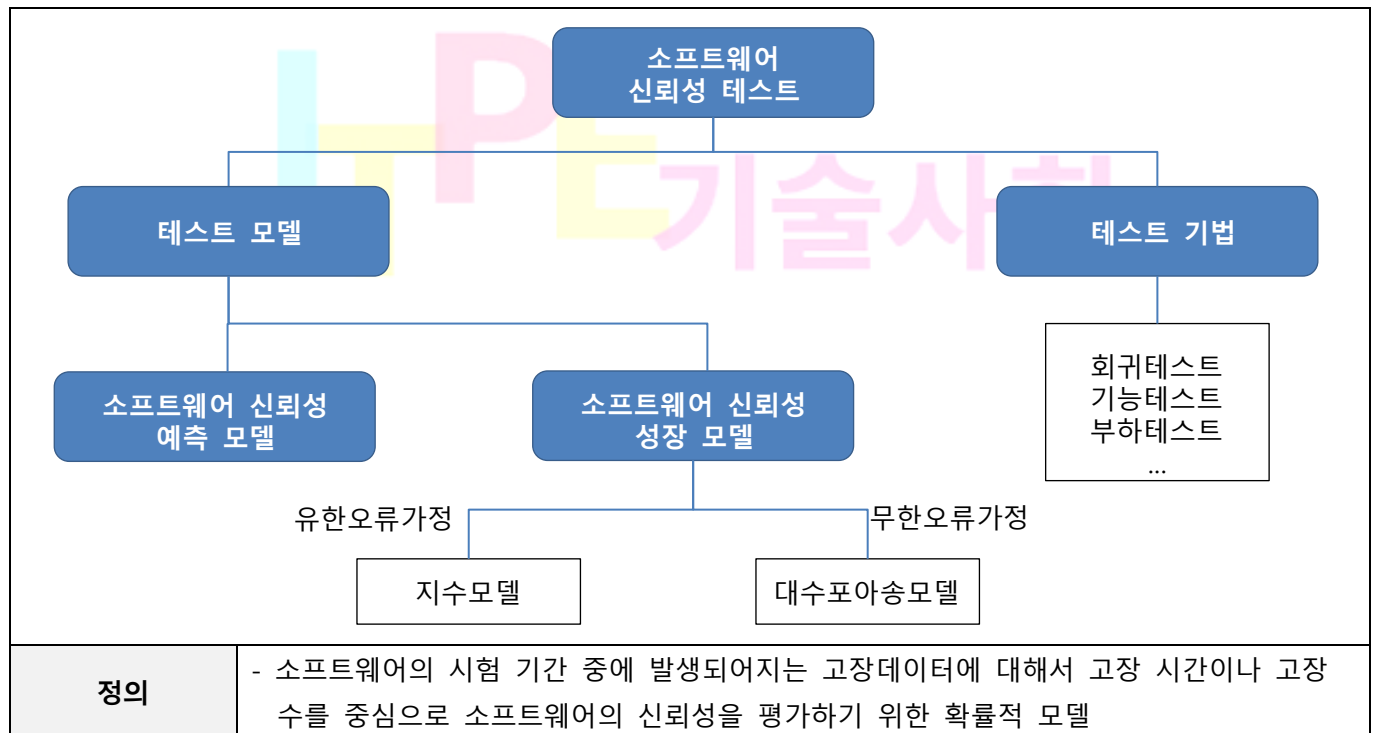 ITPE 기술사회
소프트웨어
신뢰성 테스트
테스트 모델
테스트 기법
소프트웨어 신뢰성
예측 모델
소프트웨어 신뢰성
성장 모델
회귀테스트
기능테스트
부하테스트
...
유한오류가정
무한오류가정
지수모델
대수포아송모델
정의
- 소프트웨어의 시험 기간 중에 발생되어지는 고장데이터에 대해서 고장 시간이나 고장
수를 중심으로 소프트웨어의 신뢰성을 평가하기 위한 확률적 모델